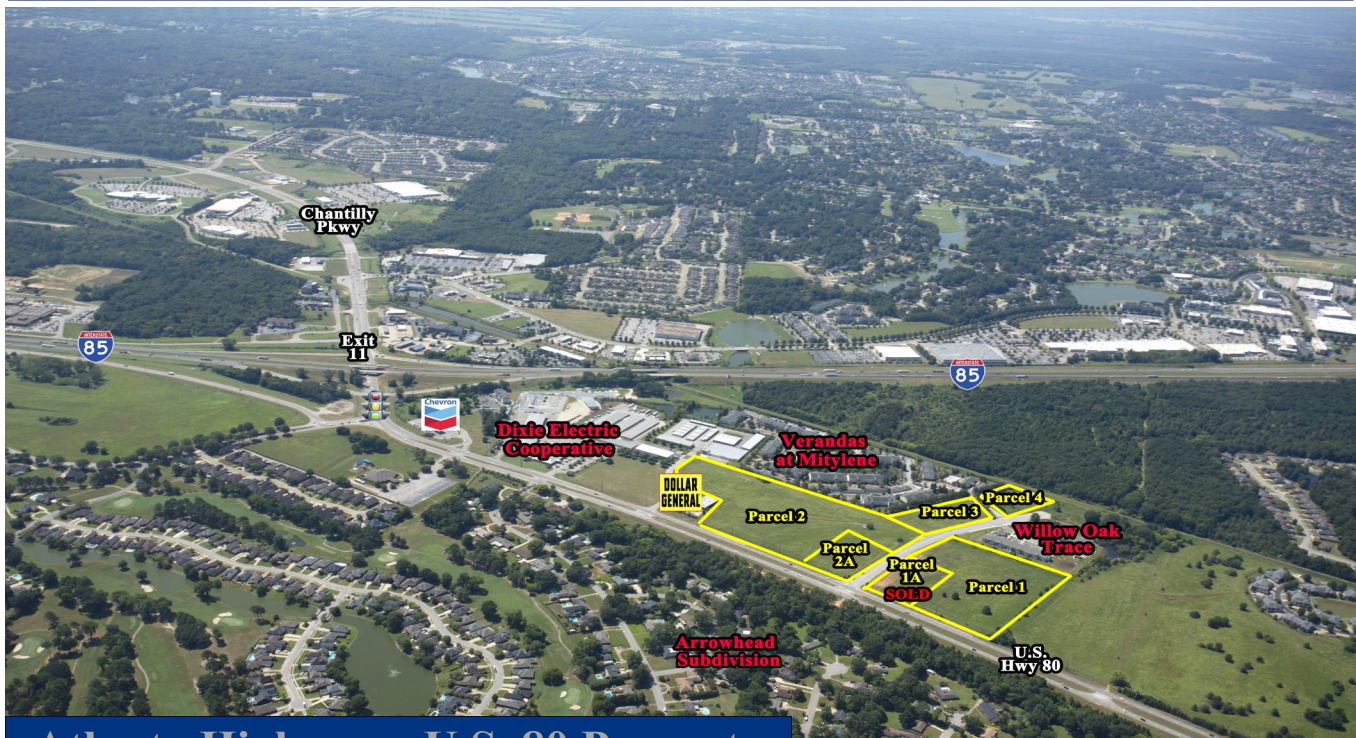 Chantilly
Pkwy
INTERSTATE
85
Exit
11
INTERSTATE
85
Chevron
Dixie Electric
Cooperative
Verandas
at Mitylene
DOLLAR
GENERAL
Parcel 2
Parcel 3
Parcel 4
Willow Oak
Trace
Parcel
2A
Parcel
1A
SOLD
Parcel 1
Arrowhead
Subdivision
U.S.
Hwy 80